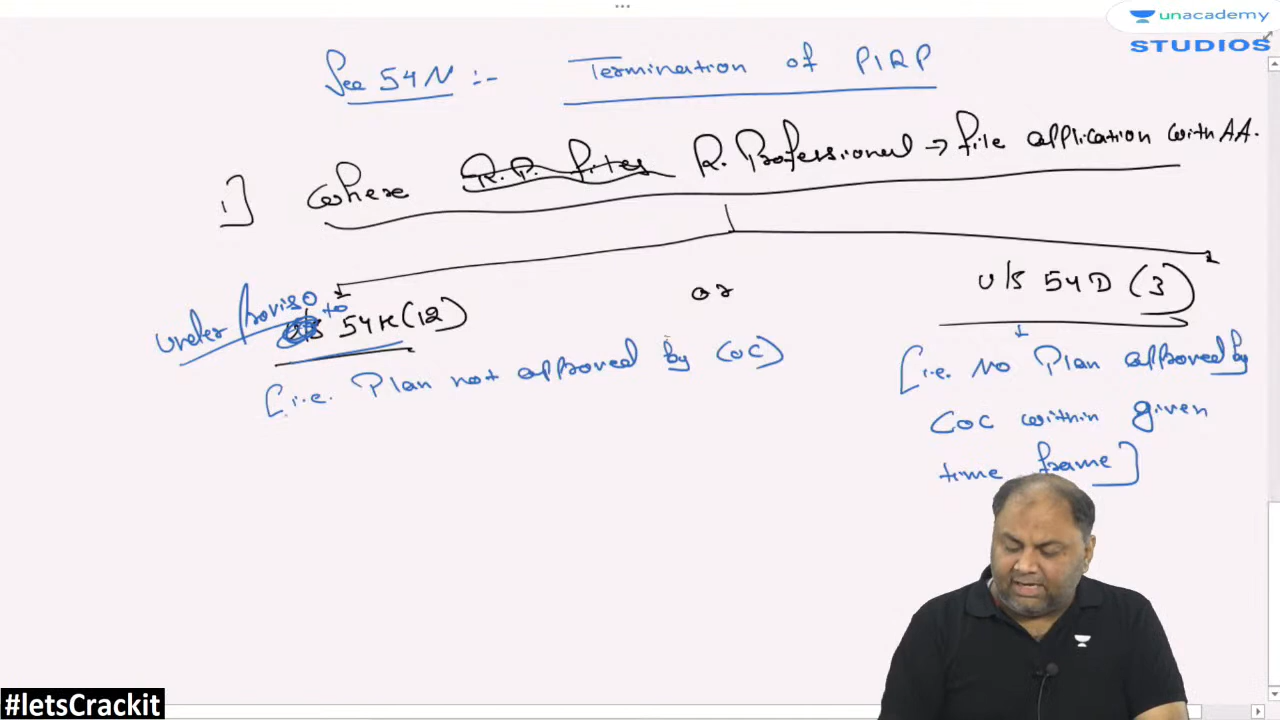 unacademy
STUDIOS
Sec 54N :- Termination of PIRP
1] Where R.P. files R. Professional → file application with AA.
under Proviso to u/s 54K(12) or u/s 54D (3)
[i.e. Plan not approved by CoC)
[i.e. No Plan approved by
CoC within given
time frame]
#letsCrackit